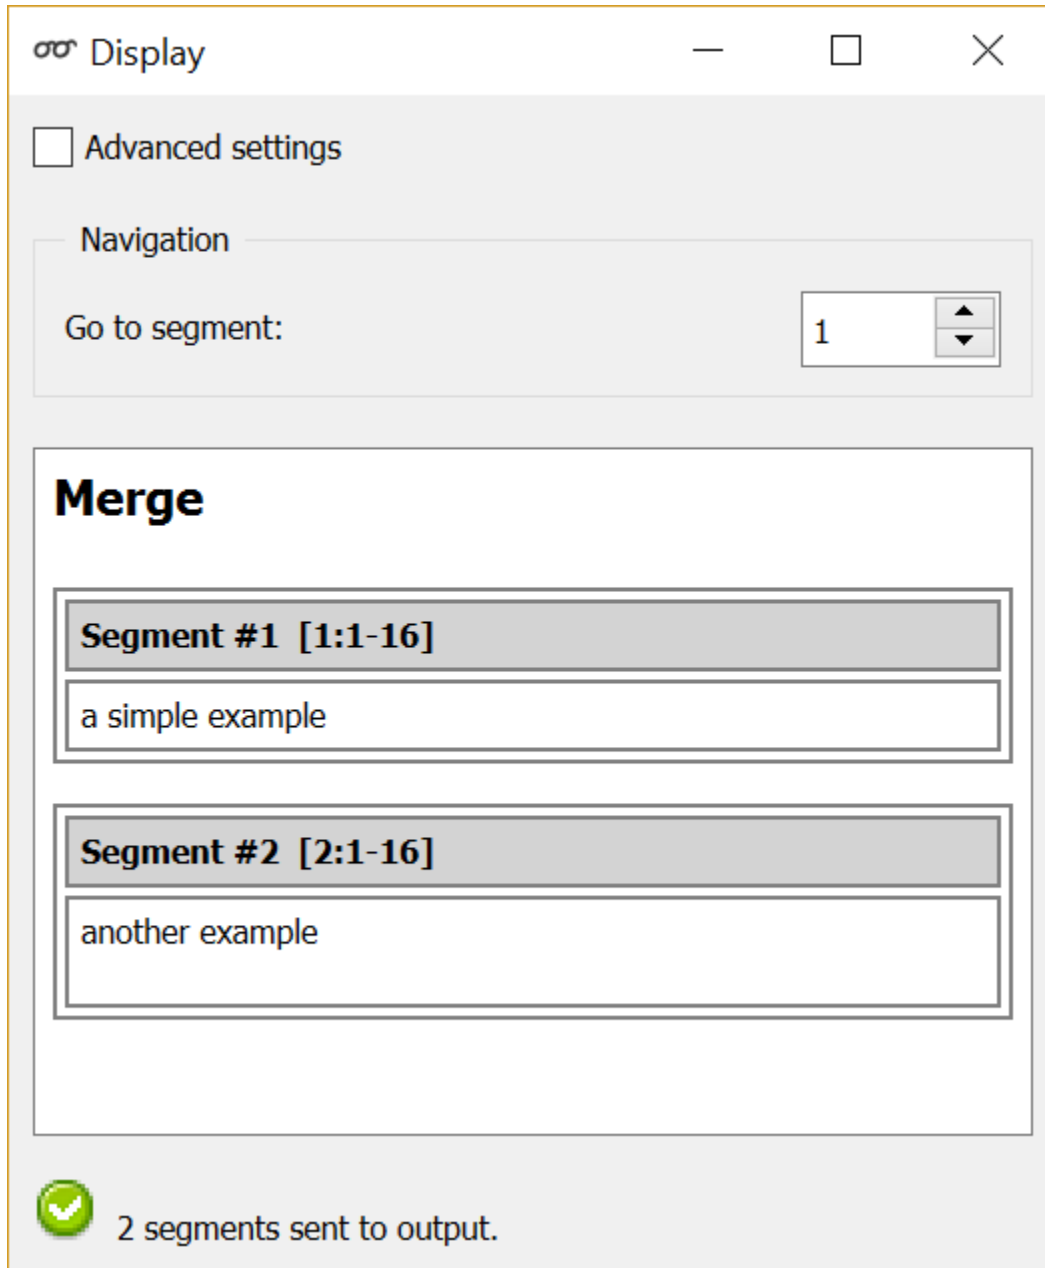 Display
Advanced settings
Navigation
Go to segment:
1
Merge
Segment #1 [1:1-16]
a simple example
Segment #2 [2:1-16]
another example
2 segments sent to output.